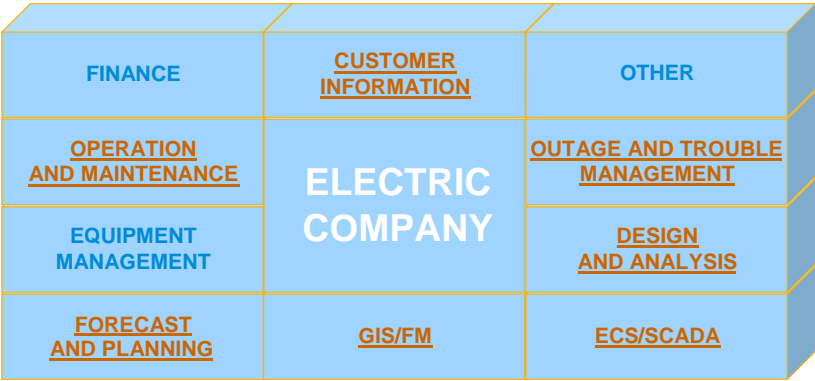 FINANCE
CUSTOMER
INFORMATION
OTHER
OPERATION
AND MAINTENANCE
ELECTRIC
COMPANY
OUTAGE AND TROUBLE
MANAGEMENT
EQUIPMENT
MANAGEMENT
DESIGN
AND ANALYSIS
FORECAST
AND PLANNING
GIS/FM
ECS/SCADA